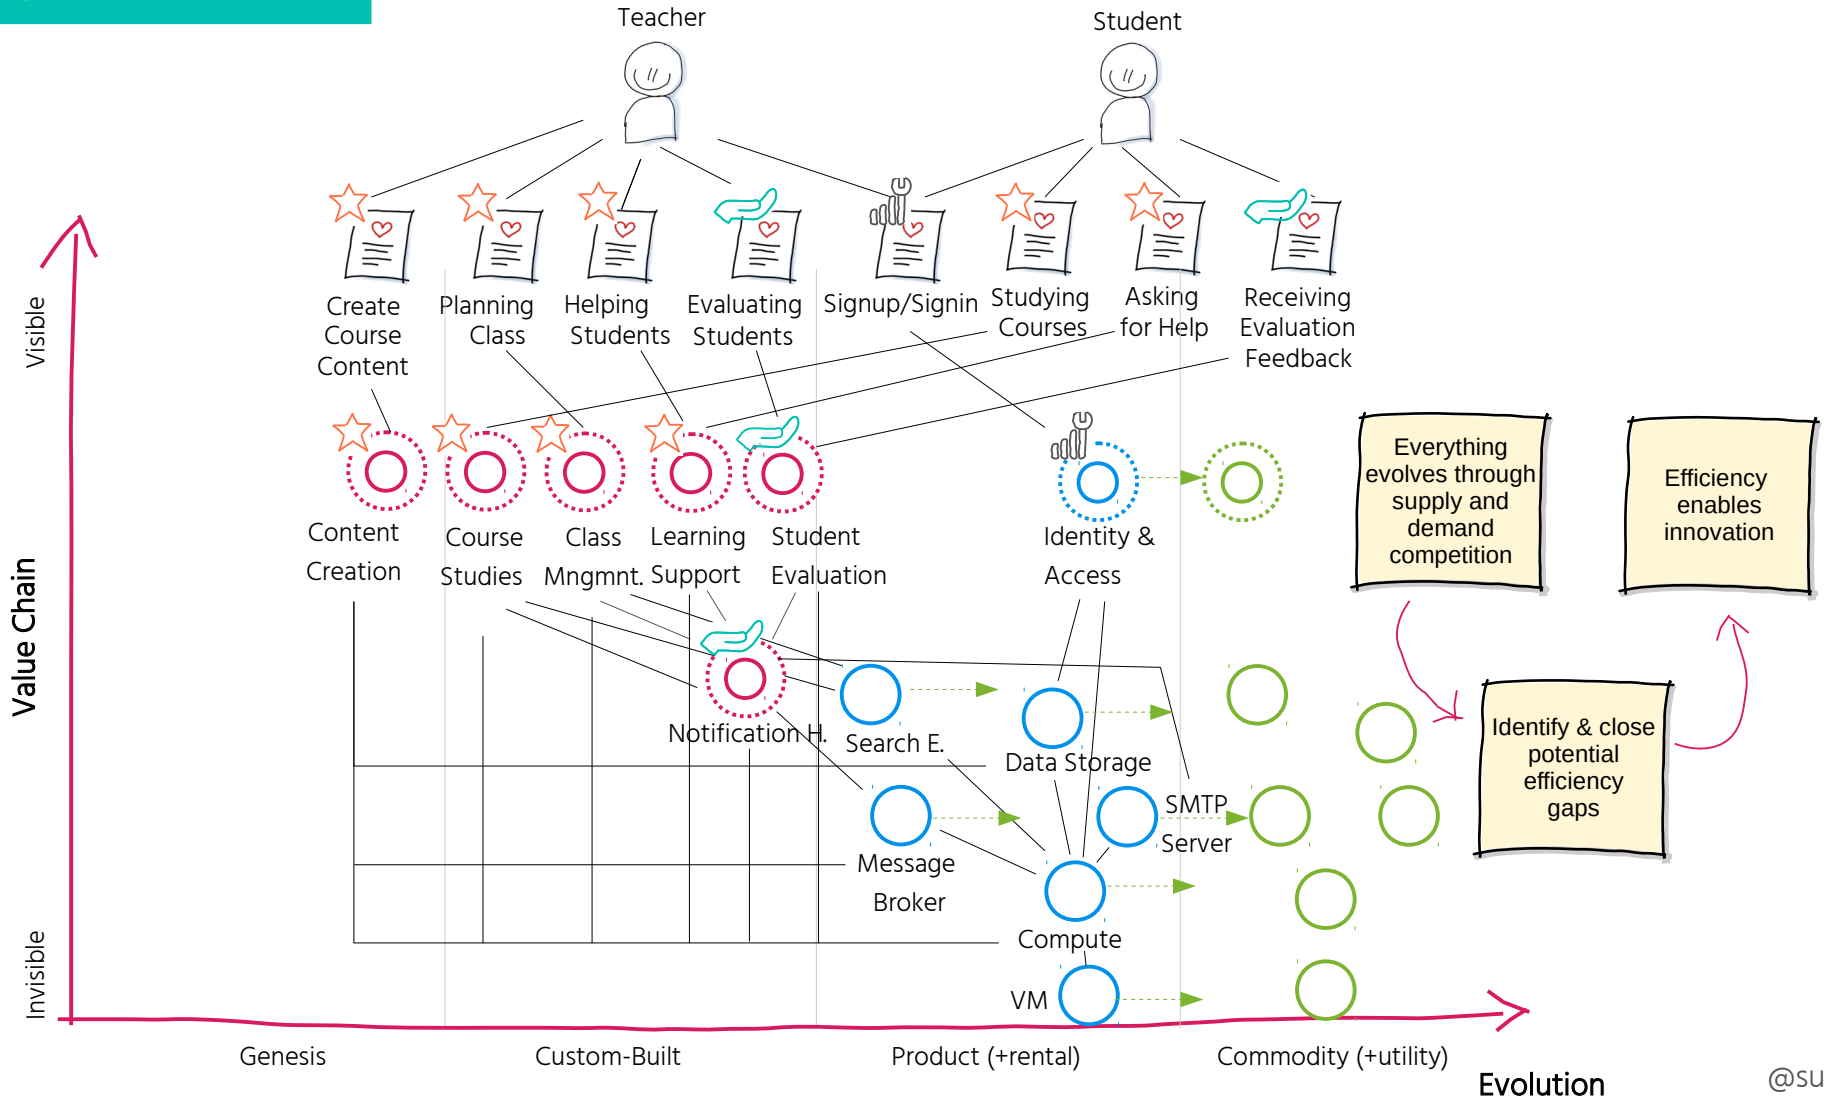 Teacher
Student
Create
Course
Content
Planning
Class
Helping
Students
Evaluating
Students
Signup/Signin
Studying
Courses
Asking
for Help
Receiving
Evaluation
Feedback
Visible
Value Chain
Invisible
Content
Creation
Course
Studies
Class
Mngmnt.
Learning
Support
Student
Evaluation
Identity &
Access
Notification H.
Search E.
Data Storage
Message
Broker
SMTP
Server
Compute
VM
Everything
evolves through
supply and
demand
competition
Efficiency
enables
innovation
Identify & close
potential
efficiency
gaps
Genesis
Custom-Built
Product (+rental)
Commodity (+utility)
Evolution
@su